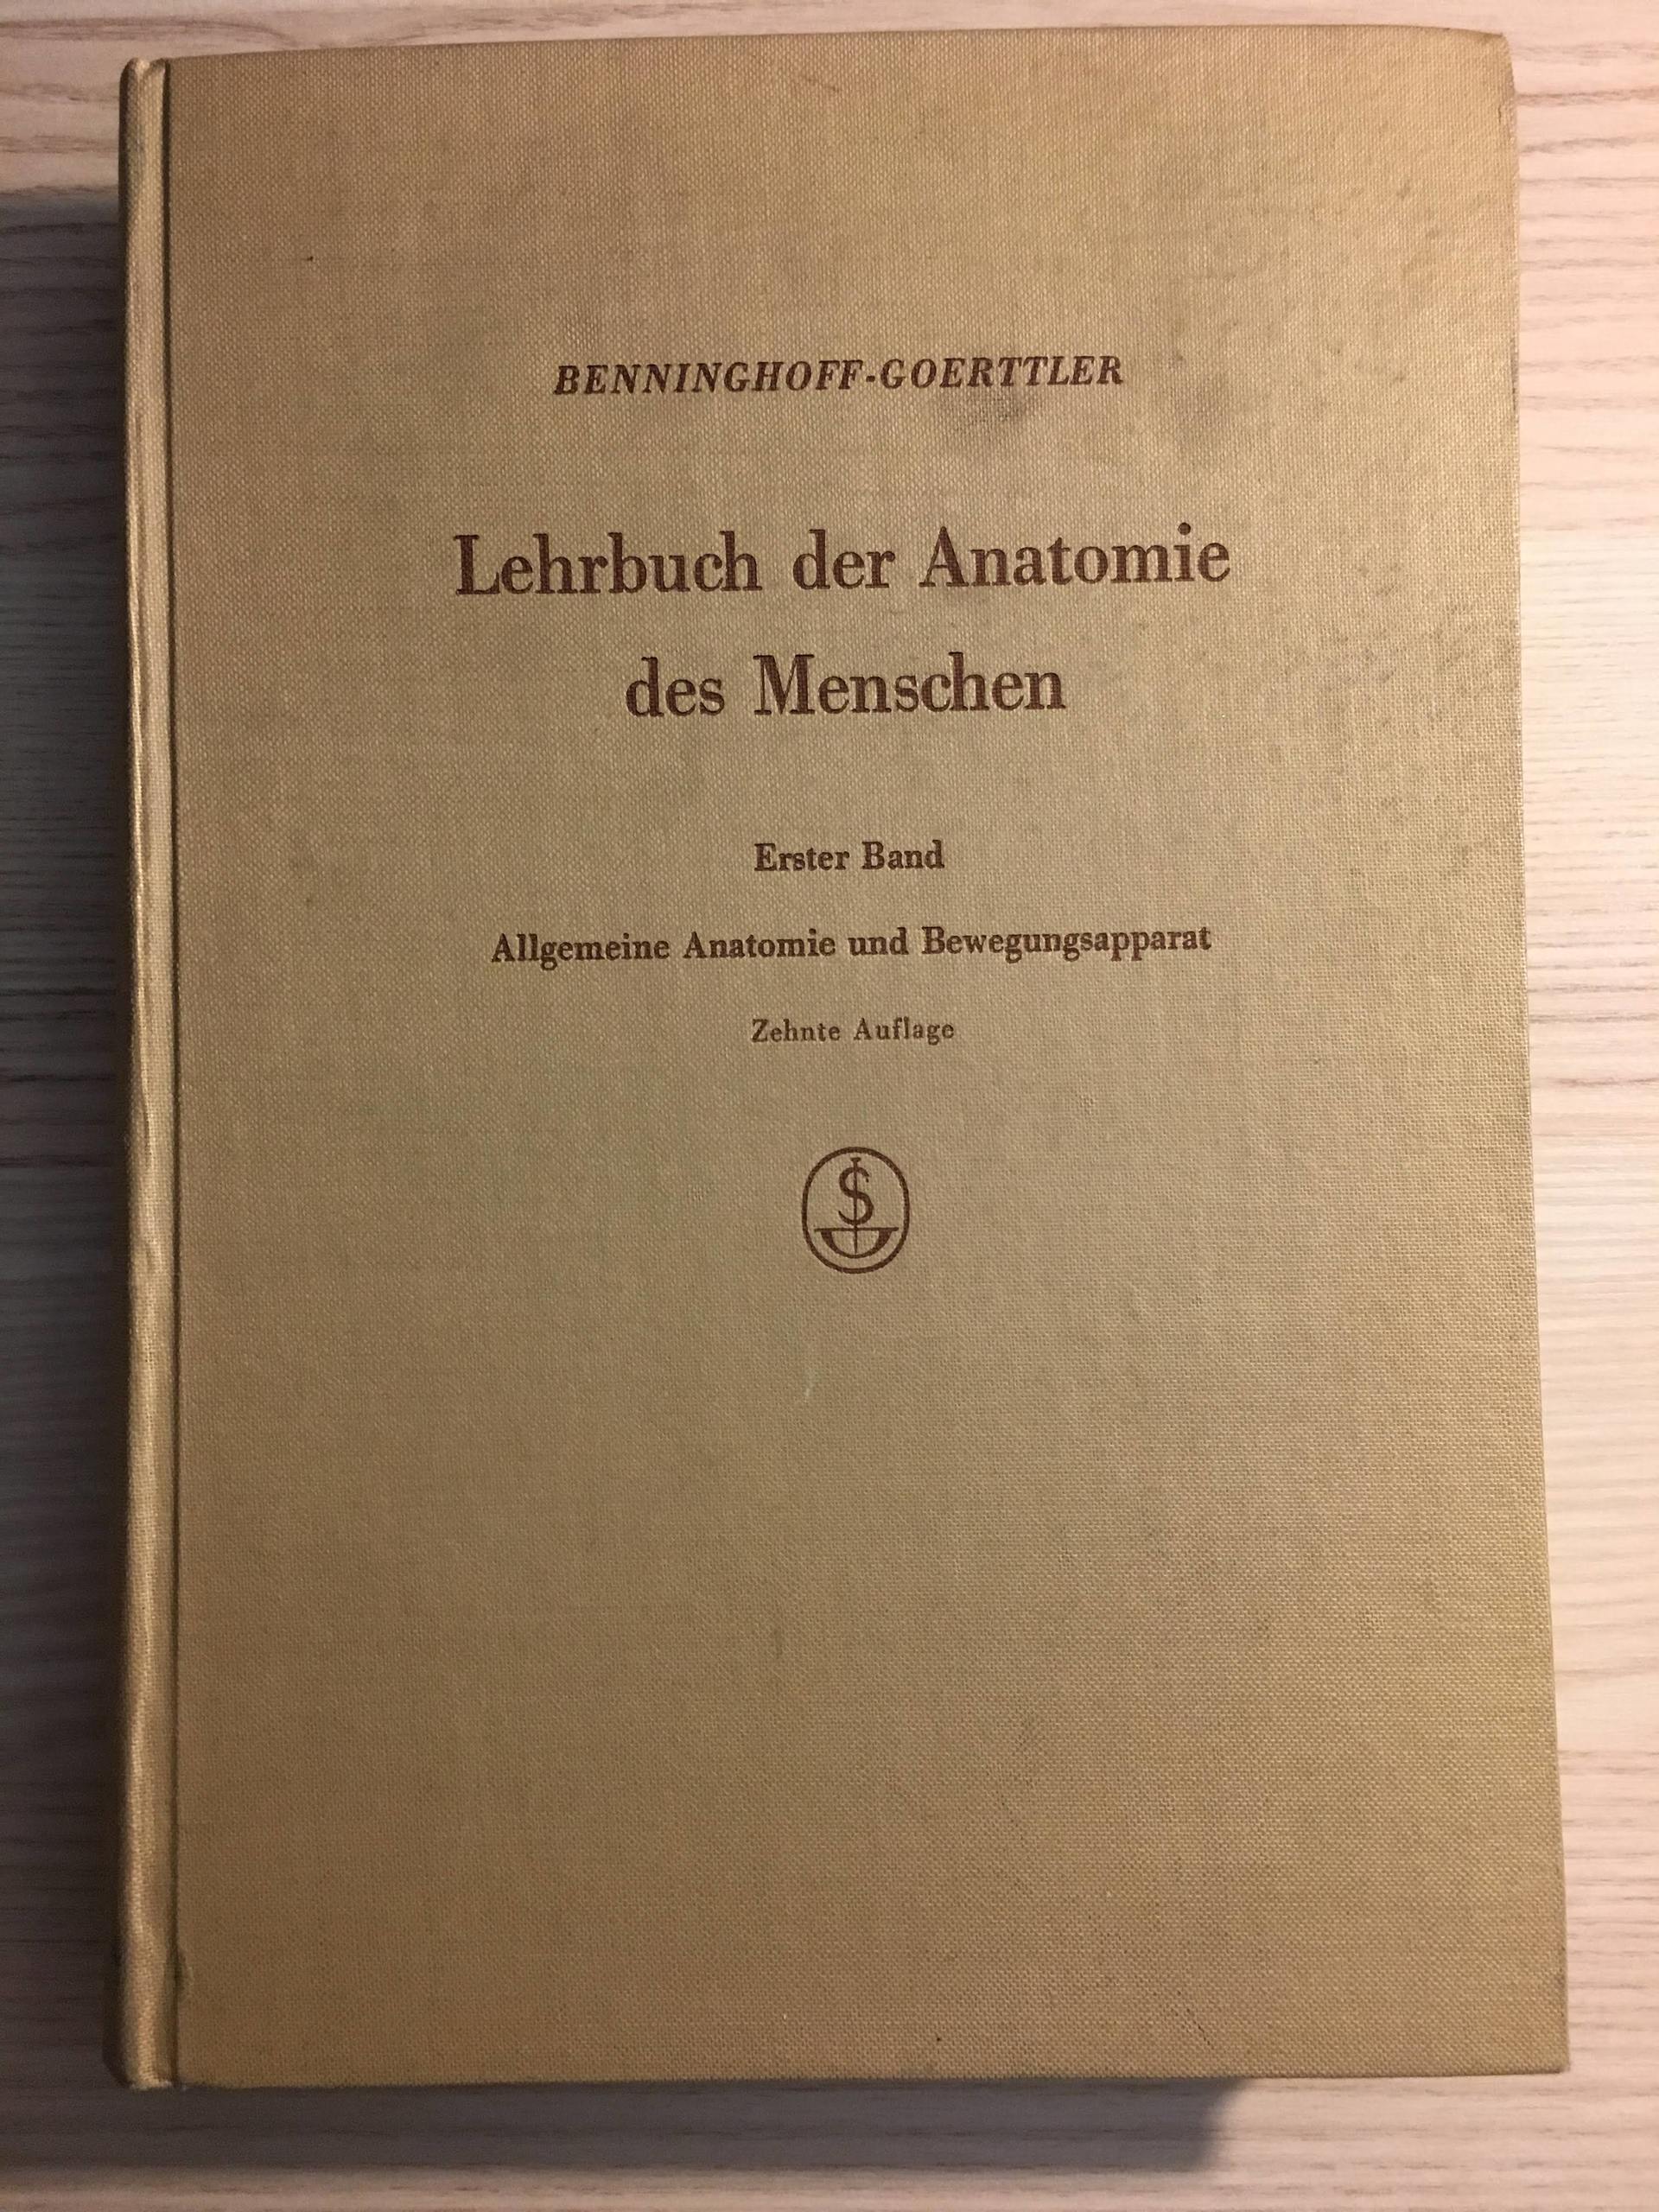 BENNINGHOFF-GOERTTLER
Lehrbuch der Anatomie
des Menschen
Erster Band
Allgemeine Anatomie und Bewegungsapparat
Zehnte Auflage